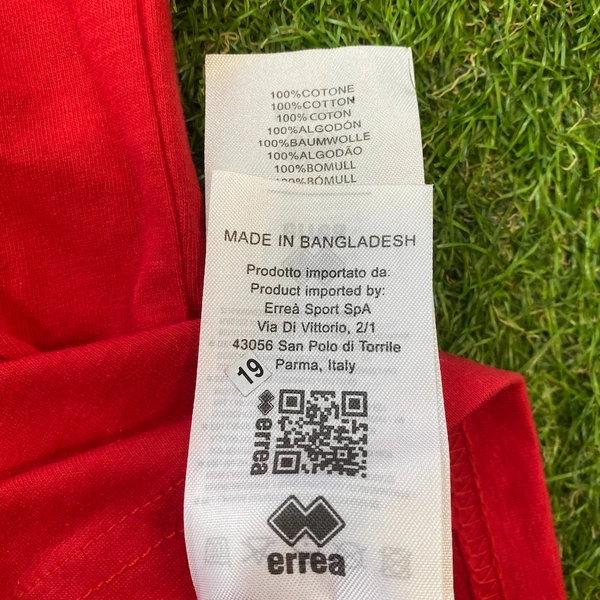 100%COTONE
100%COTTON
100%COTON
100%ALGODÓN
100%BAUMWOLLE
100%ALGODÃO
100%BOMULL
100%BÓMULL
MADE IN BANGLADESH
Prodotto importato da:
Product imported by:
Erreà Sport SpA
Via Di Vittorio, 2/1
43056 San Polo di Torrile
Parma, Italy
19
errea
errea